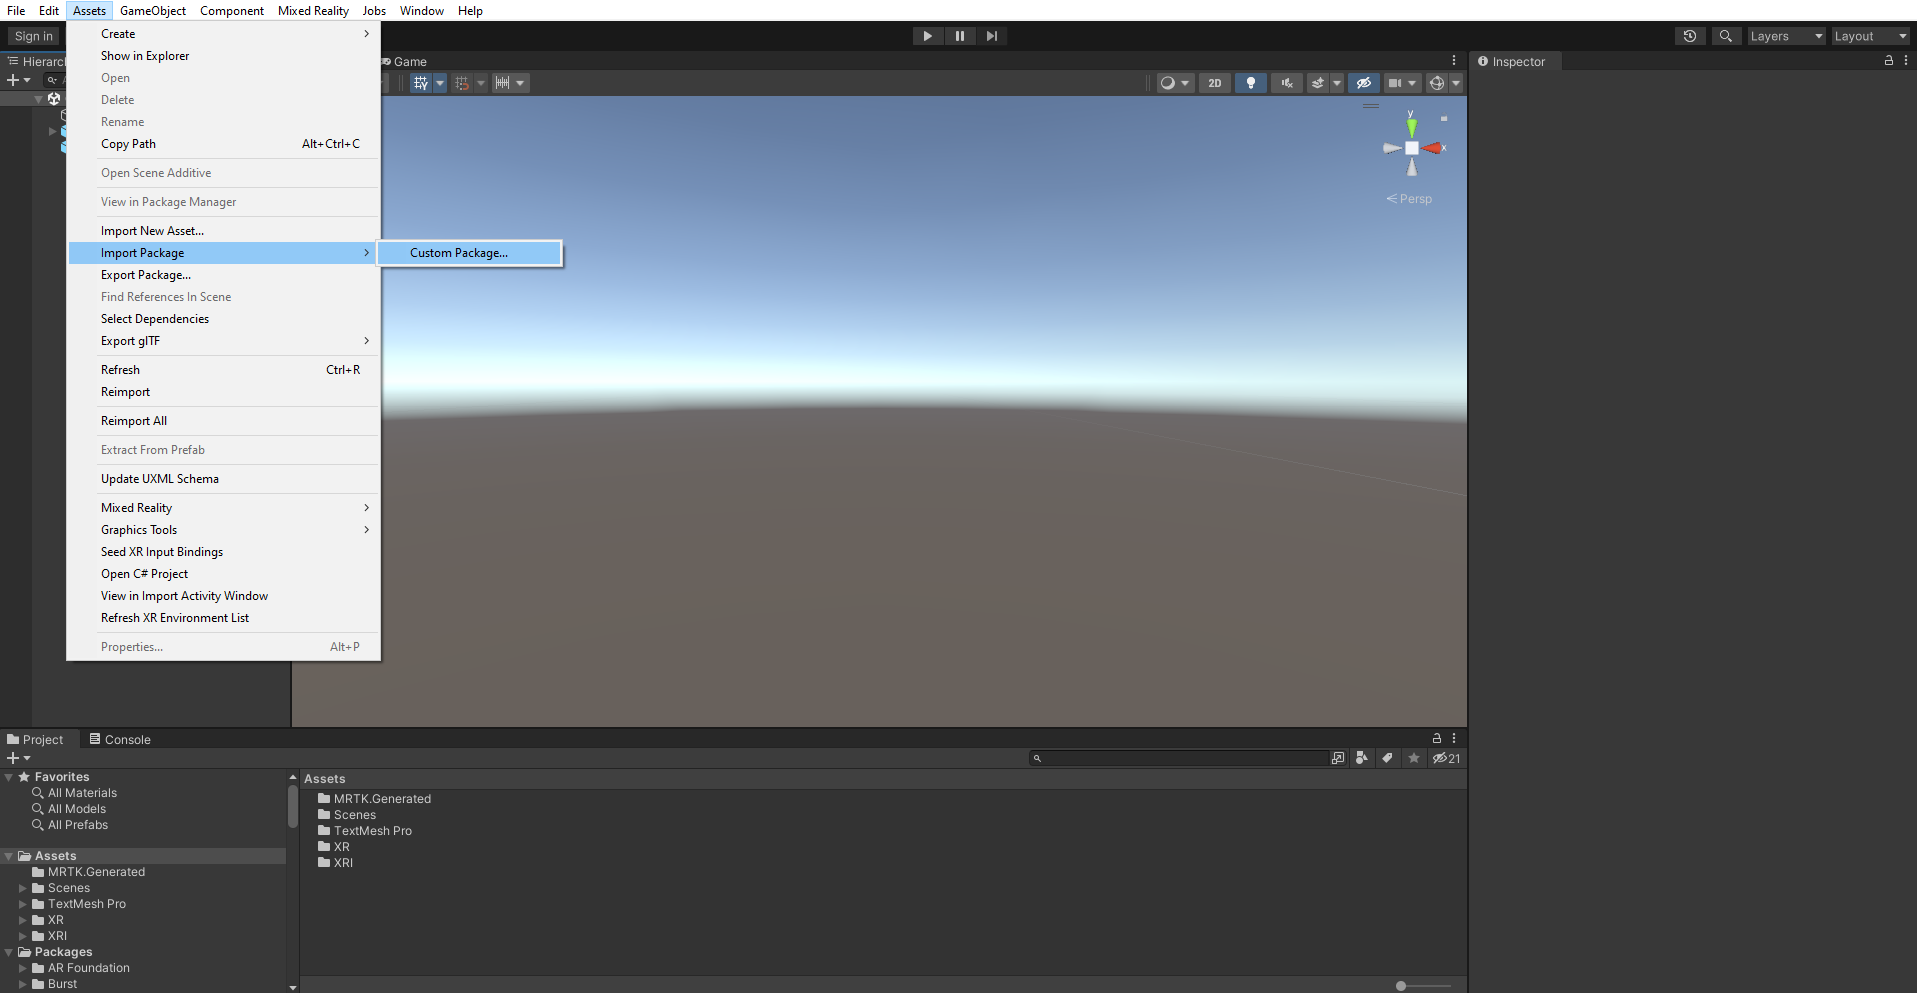 File Edit Assets GameObject Component Mixed Reality Jobs Window Help
Sign in
Layers
Layout
Create
Show in Explorer
Open
Delete
Rename
Copy Path Alt+Ctrl+C
Open Scene Additive
View in Package Manager
Import New Asset...
Import Package
Custom Package...
Export Package...
Find References In Scene
Select Dependencies
Export glTF
Refresh Ctrl+R
Reimport
Reimport All
Extract From Prefab
Update UXML Schema
Mixed Reality
Graphics Tools
Seed XR Input Bindings
Open C# Project
View in Import Activity Window
Refresh XR Environment List
Properties... Alt+P
Hierarch
Game
2D
y
x
Persp
Inspector
Project Console
21
Favorites
All Materials
All Models
All Prefabs
Assets
MRTK.Generated
Scenes
TextMesh Pro
XR
XRI
Packages
AR Foundation
Burst
Assets
MRTK.Generated
Scenes
TextMesh Pro
XR
XRI